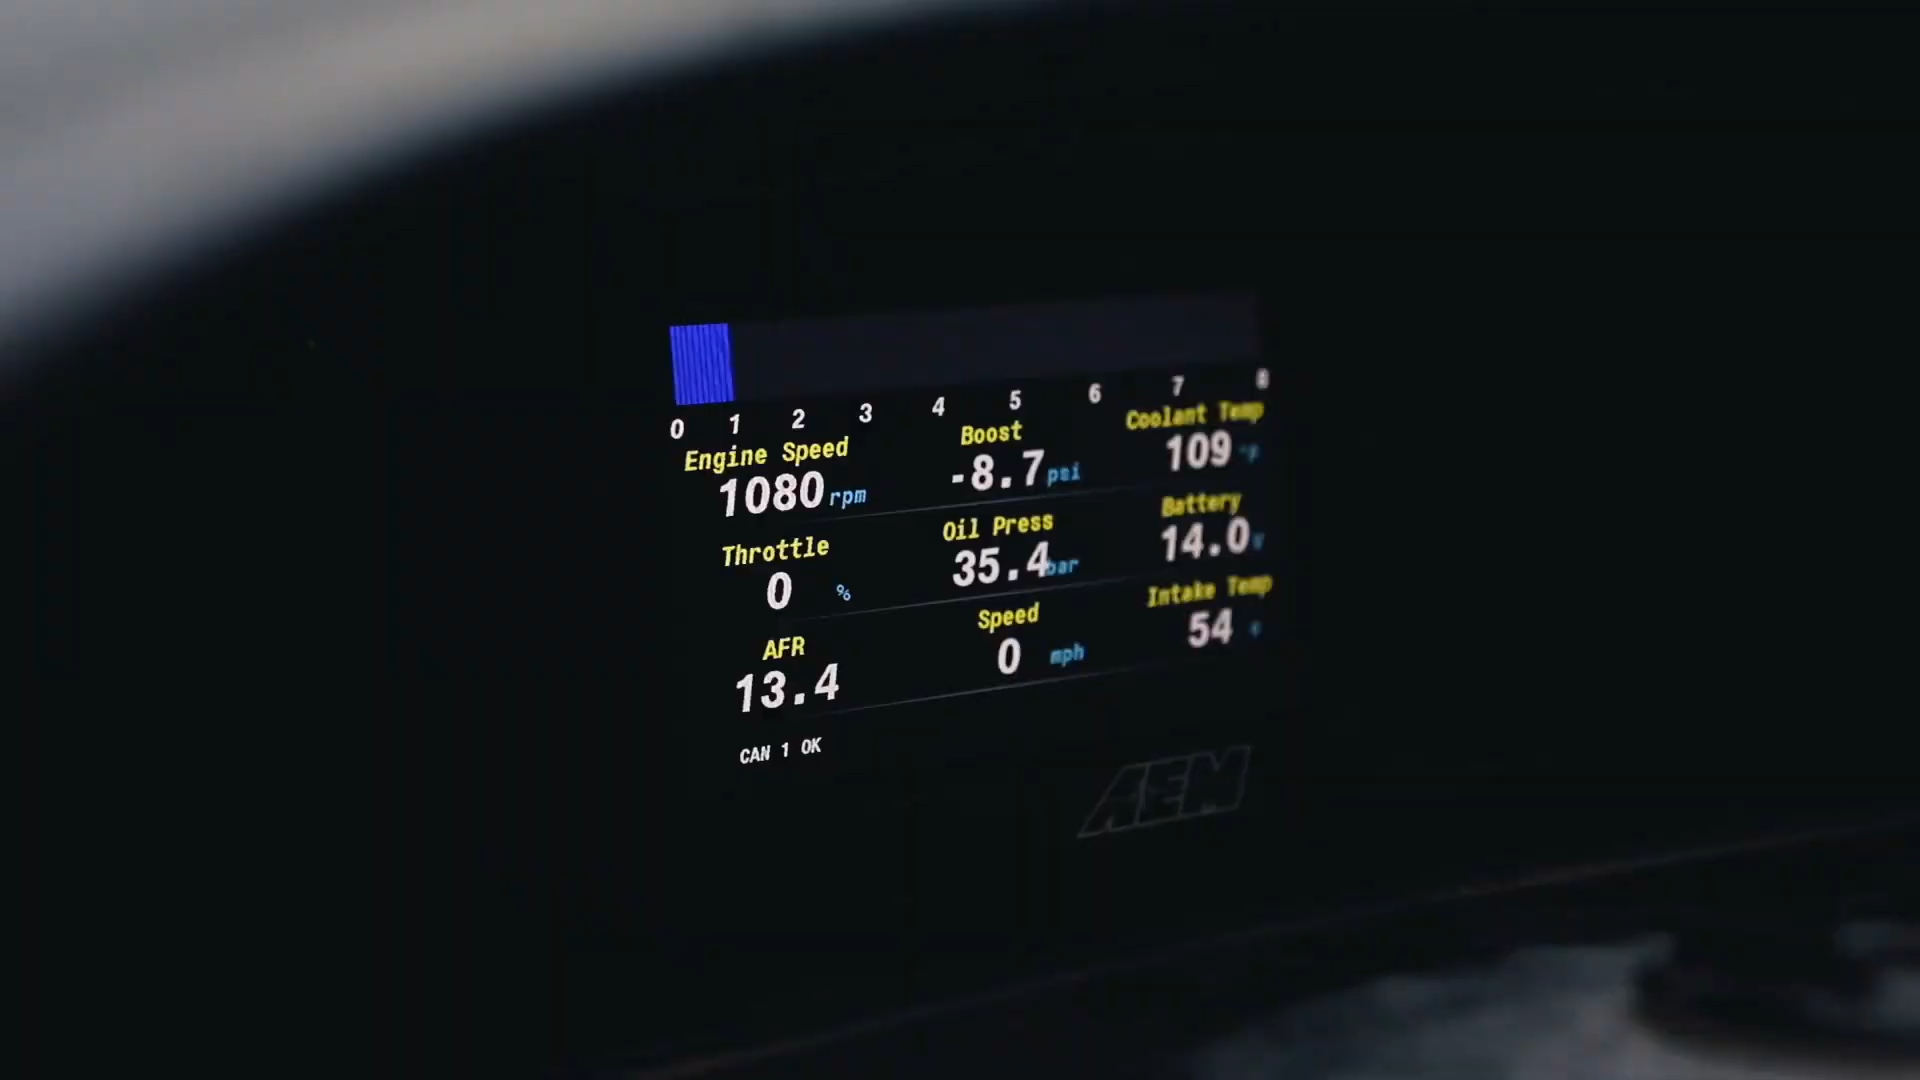 0 1 2 3 4 5 6 7 8
Engine Speed Boost Coolant Temp
1080 rpm -8.7 psi 109
Throttle Oil Press Battery
0 % 35.4 bar 14.0 V
AFR Speed Intake Temp
13.4 0 mph 54
CAN 1 OK
AEM